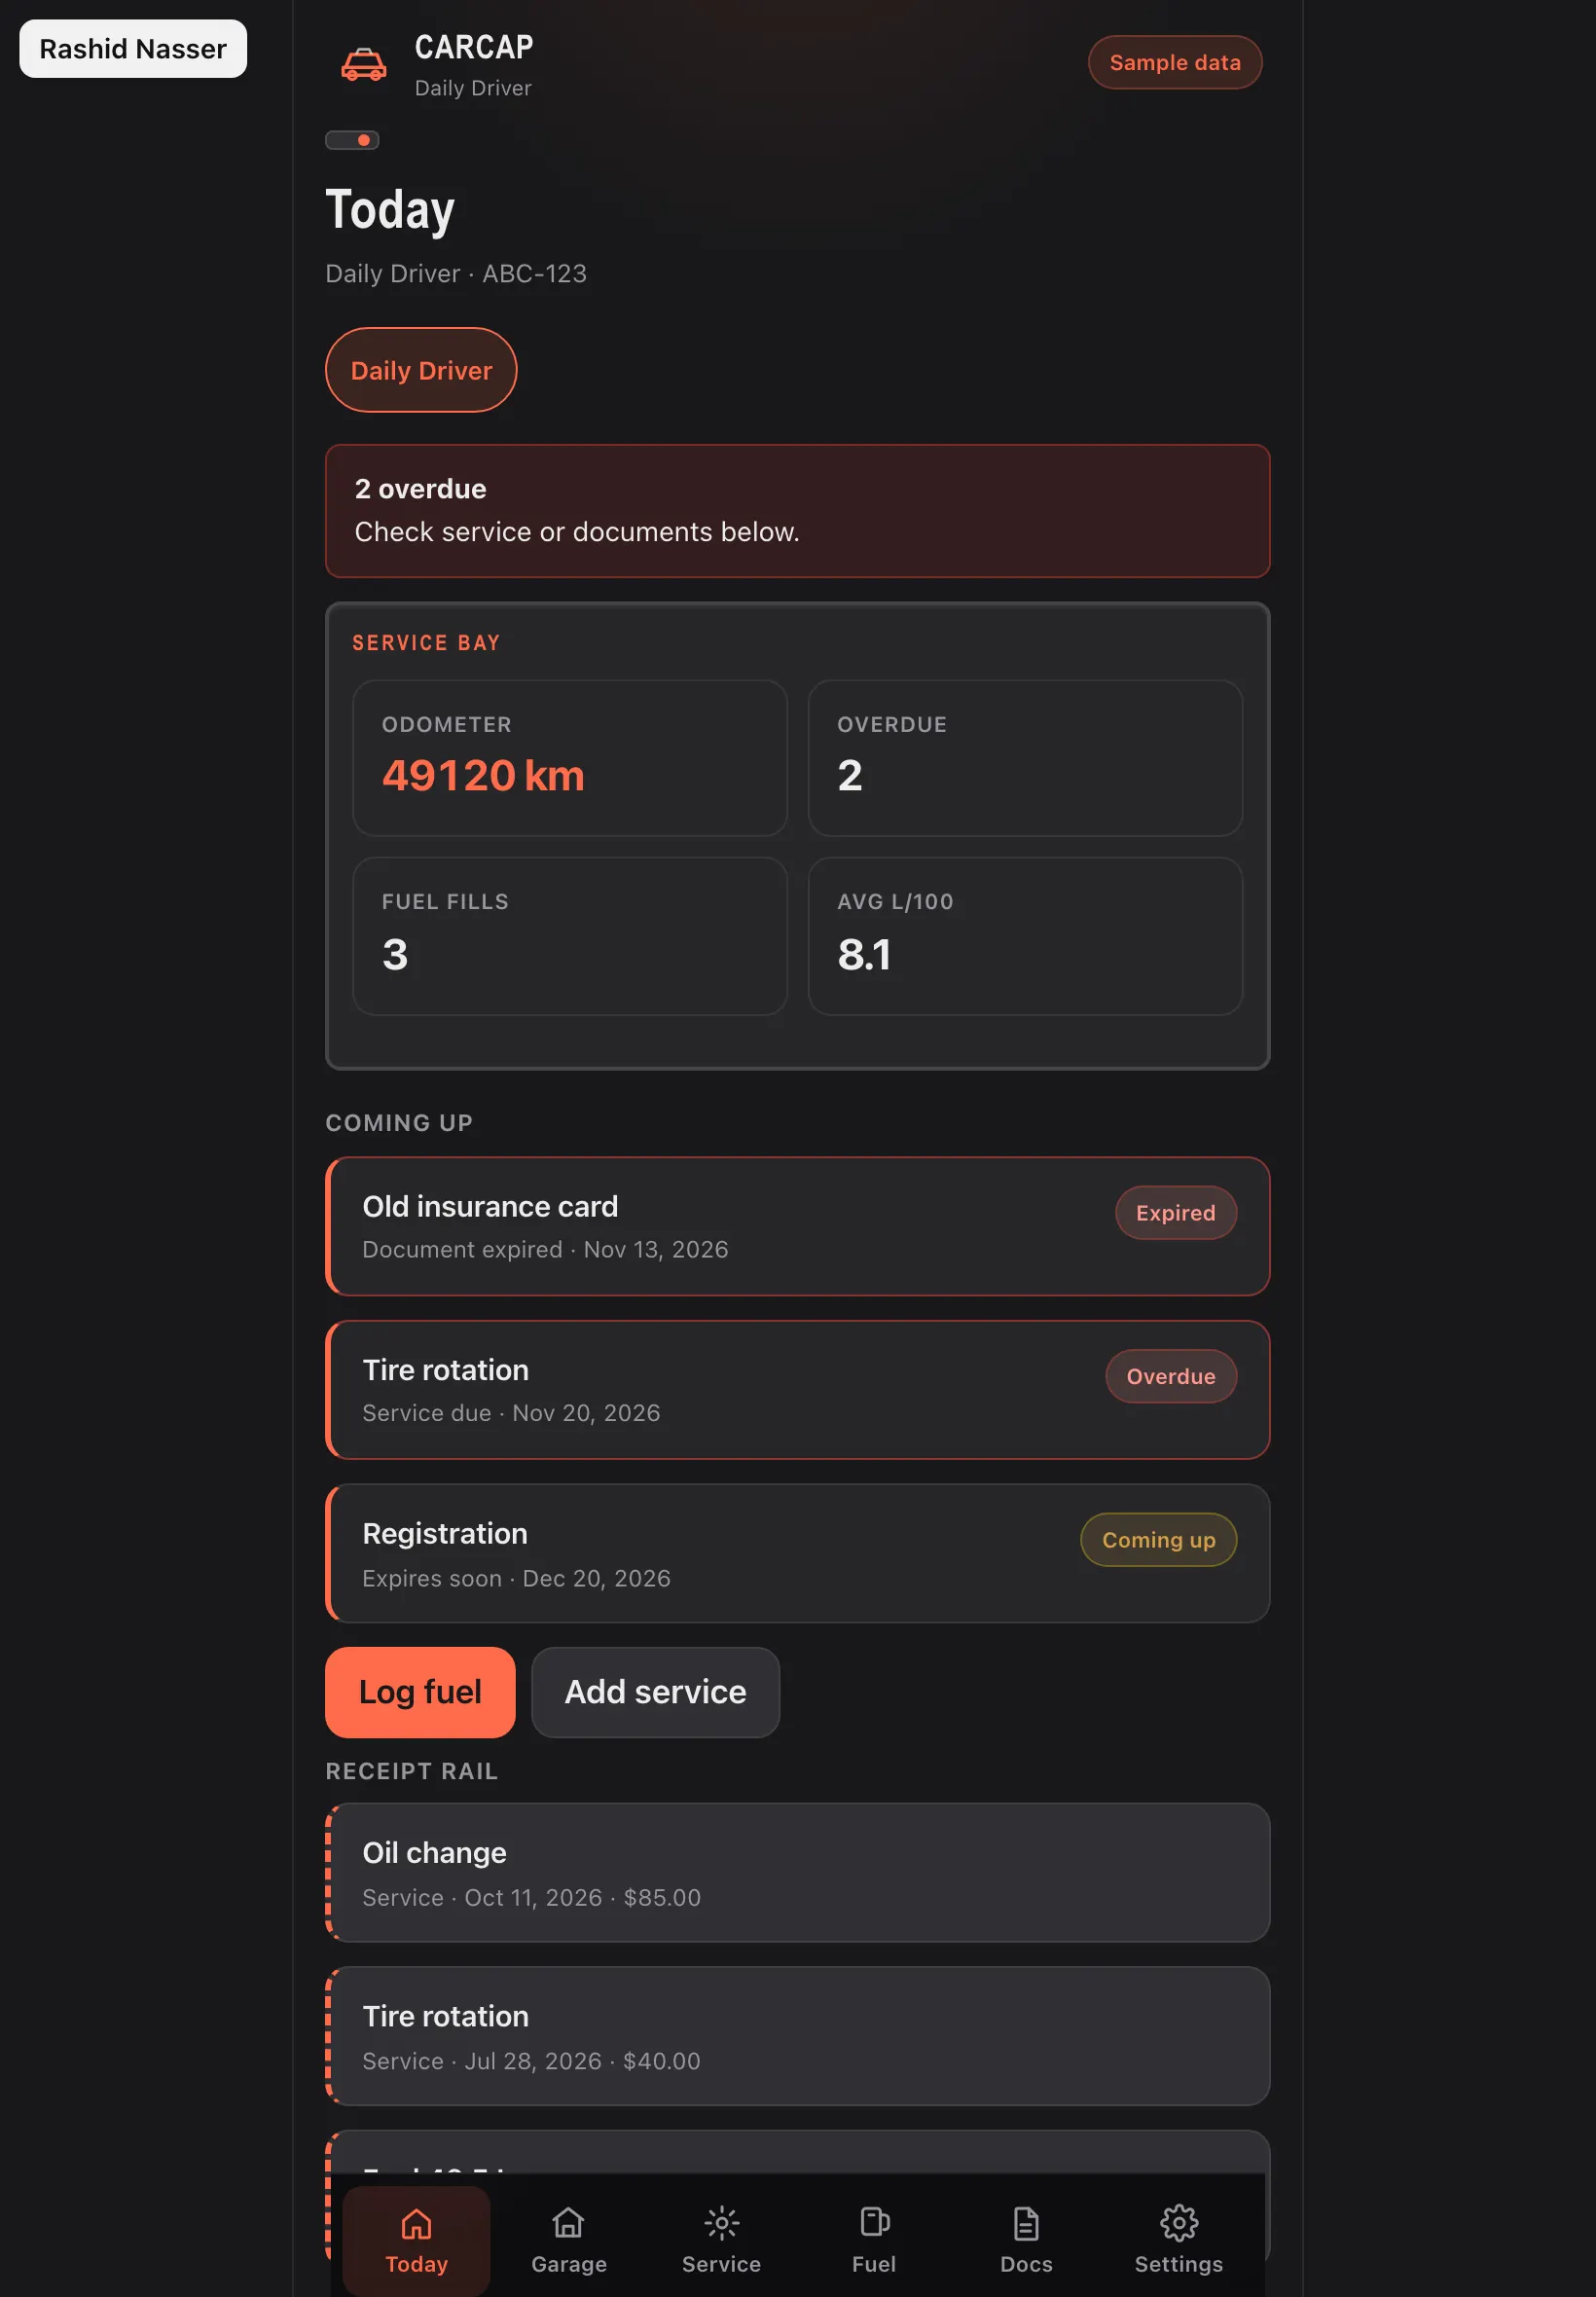 Rashid Nasser
CARCAP
Daily Driver
Sample data
Today
Daily Driver · ABC-123
Daily Driver
2 overdue
Check service or documents below.
SERVICE BAY
ODOMETER
49120 km
OVERDUE
2
FUEL FILLS
3
AVG L/100
8.1
COMING UP
Old insurance card
Document expired · Nov 13, 2026
Expired
Tire rotation
Service due · Nov 20, 2026
Overdue
Registration
Expires soon · Dec 20, 2026
Coming up
Log fuel
Add service
RECEIPT RAIL
Oil change
Service · Oct 11, 2026 · $85.00
Tire rotation
Service · Jul 28, 2026 · $40.00
Today
Garage
Service
Fuel
Docs
Settings